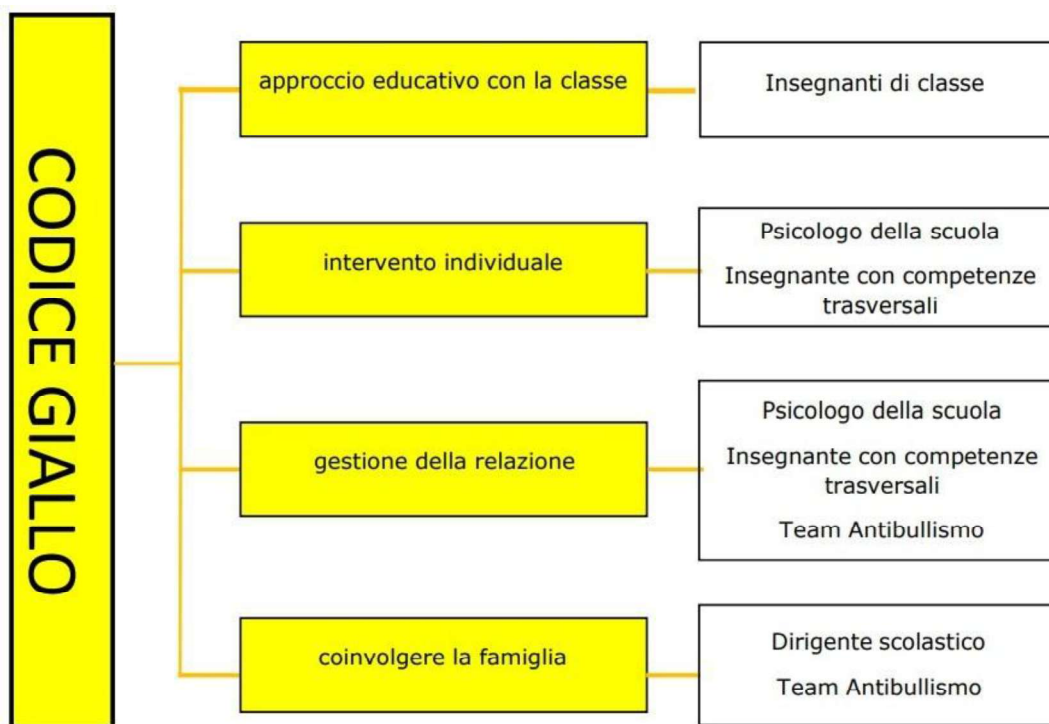 CODICE GIALLO
approccio educativo con la classe
Insegnanti di classe
intervento individuale
Psicologo della scuola
Insegnante con competenze
trasversali
gestione della relazione
Psicologo della scuola
Insegnante con competenze
trasversali
Team Antibullismo
coinvolgere la famiglia
Dirigente scolastico
Team Antibullismo